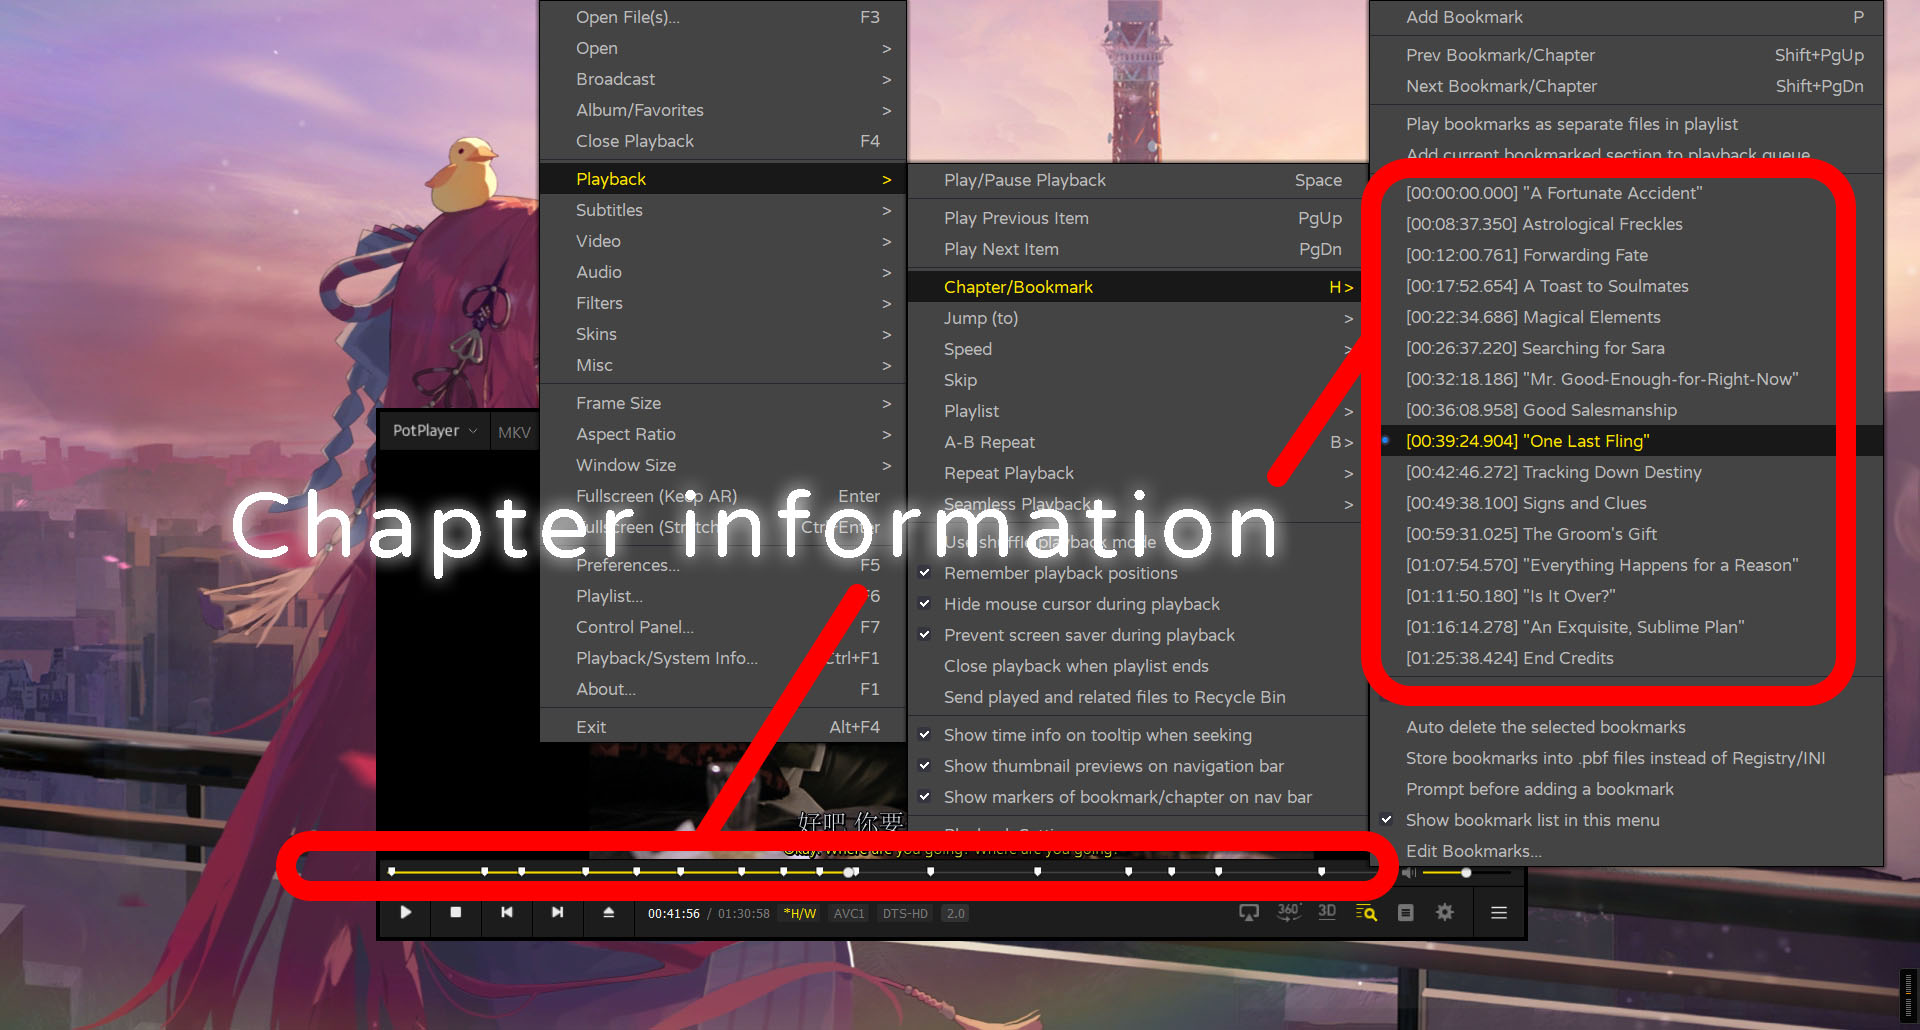 Open File(s)... F3
Open >
Broadcast >
Album/Favorites >
Close Playback F4
Playback >
Subtitles >
Video >
Audio >
Filters >
Skins >
Misc >
Frame Size >
Aspect Ratio >
Window Size >
Fullscreen (Keep AR) Enter
Fullscreen (Stretch Ctrl+Enter
Preferences... F5
Playlist... F6
Control Panel... F7
Playback/System Info... Ctrl+F1
About... F1
Exit Alt+F4
Play/Pause Playback Space
Play Previous Item PgUp
Play Next Item PgDn
Chapter/Bookmark H >
Jump (to) >
Speed >
Skip
Playlist >
A-B Repeat B >
Repeat Playback >
Seamless Playback >
Use shuffle playback mode
Remember playback positions
Hide mouse cursor during playback
Prevent screen saver during playback
Close playback when playlist ends
Send played and related files to Recycle Bin
Show time info on tooltip when seeking
Show thumbnail previews on navigation bar
Show markers of bookmark/chapter on nav bar
Add Bookmark P
Prev Bookmark/Chapter Shift+PgUp
Next Bookmark/Chapter Shift+PgDn
Play bookmarks as separate files in playlist
Add current bookmarked section to playback queue
[00:00:00.000] "A Fortunate Accident"
[00:08:37.350] Astrological Freckles
[00:12:00.761] Forwarding Fate
[00:17:52.654] A Toast to Soulmates
[00:22:34.686] Magical Elements
[00:26:37.220] Searching for Sara
[00:32:18.186] "Mr. Good-Enough-for-Right-Now"
[00:36:08.958] Good Salesmanship
[00:39:24.904] "One Last Fling"
[00:42:46.272] Tracking Down Destiny
[00:49:38.100] Signs and Clues
[00:59:31.025] The Groom's Gift
[01:07:54.570] "Everything Happens for a Reason"
[01:11:50.180] "Is It Over?"
[01:16:14.278] "An Exquisite, Sublime Plan"
[01:25:38.424] End Credits
Auto delete the selected bookmarks
Store bookmarks into .pbf files instead of Registry/INI
Prompt before adding a bookmark
Show bookmark list in this menu
Edit Bookmarks...
PotPlayer MKV
Chapter information
好吧 你要
Okay. Where are you going? Where are you going?
00:41:56 / 01:30:58 *H/W AVC1 DTS-HD 2.0
360° 3D